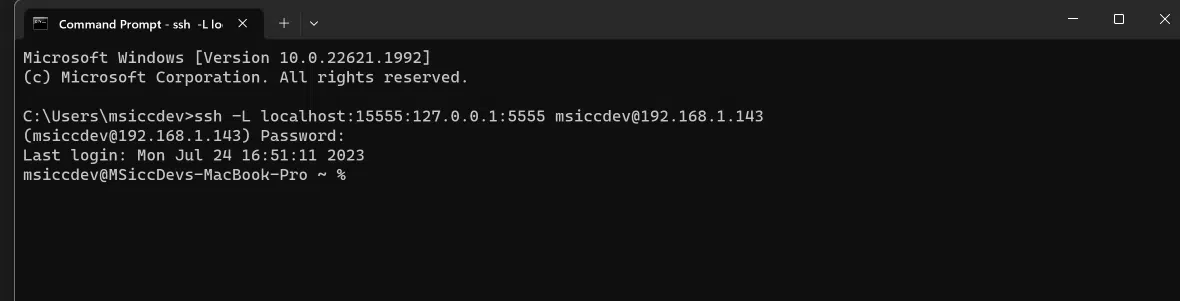 Command Prompt - ssh -L lo
Microsoft Windows [Version 10.0.22621.1992]
(c) Microsoft Corporation. All rights reserved.
C:\Users\msiccdev>ssh -L localhost:15555:127.0.0.1:5555 msiccdev@192.168.1.143
(msiccdev@192.168.1.143) Password:
Last login: Mon Jul 24 16:51:11 2023
msiccdev@MSiccDevs-MacBook-Pro ~ %